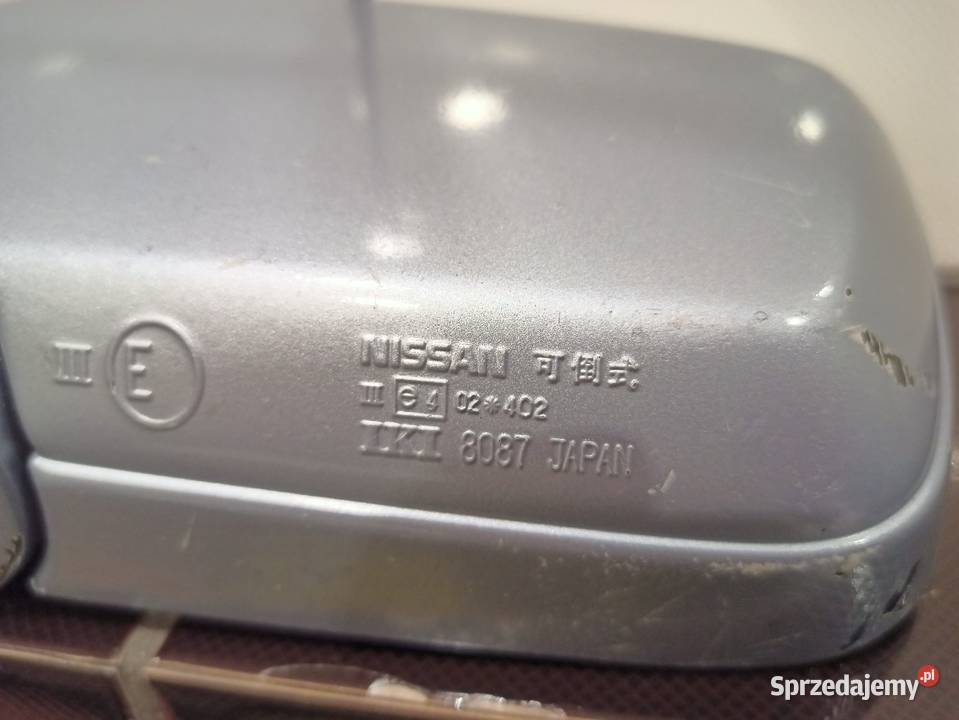 III E
NISSAN 可倒式
III e4 02*402
IKI 8087 JAPAN
Sprzedajemy.pl